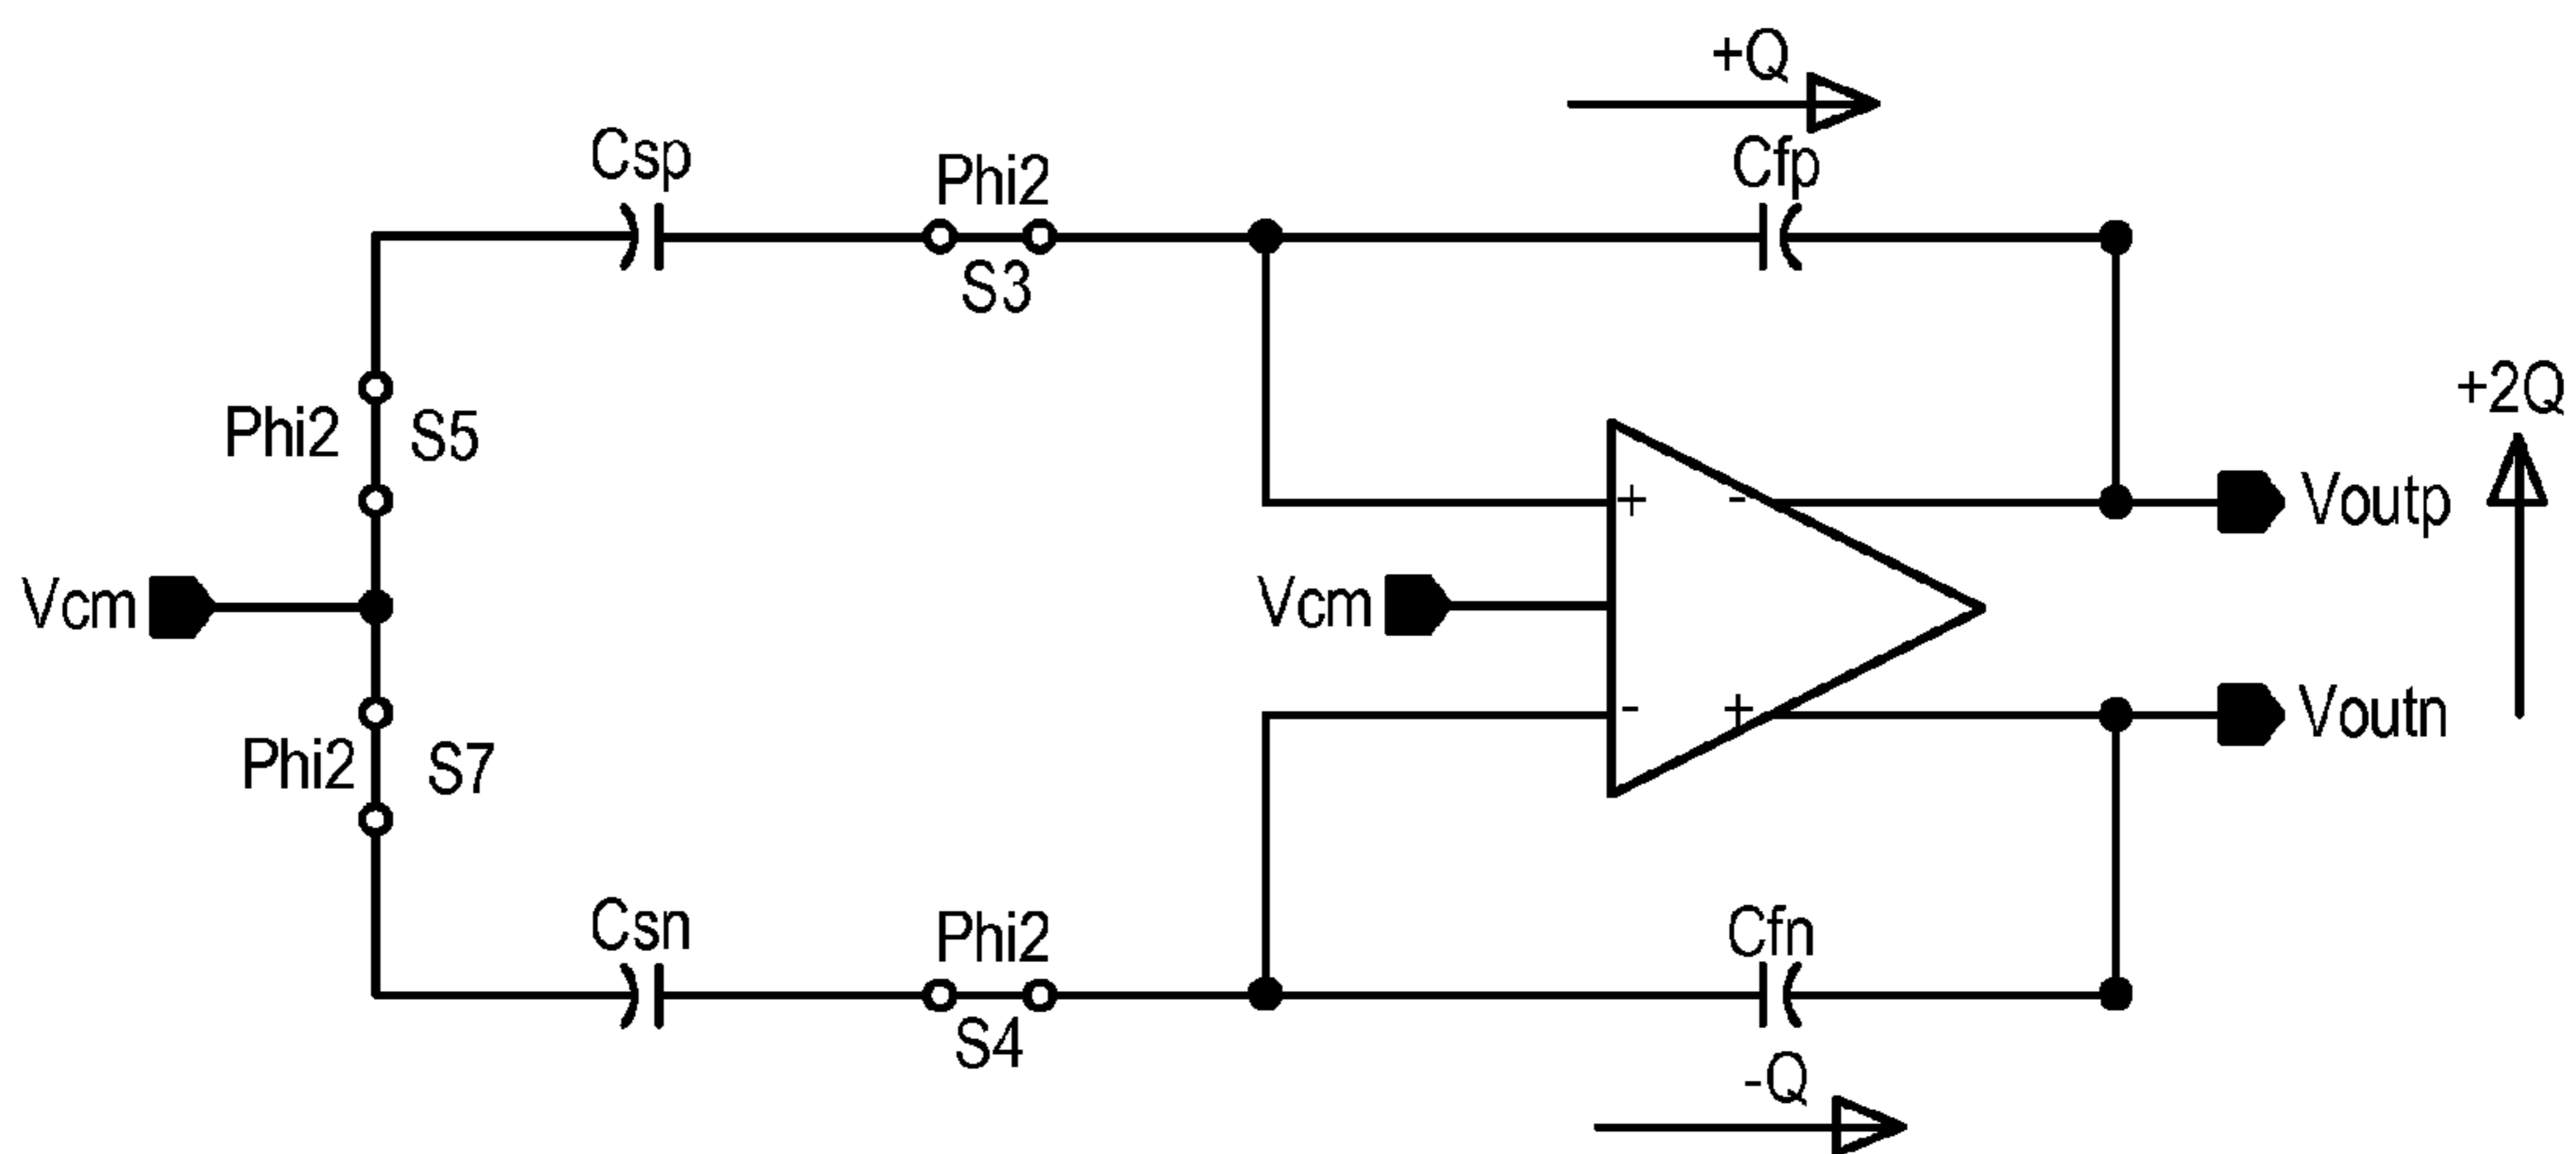 +Q
Csp
Phi2
Cfp
S3
+2Q
Phi2
S5
+
-
Voutp
Vcm
Vcm
-
+
Voutn
Phi2
S7
Csn
Phi2
Cfn
S4
-Q